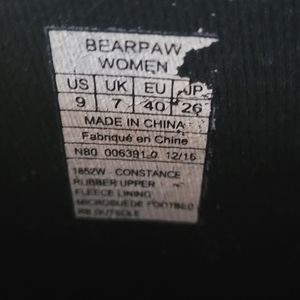 BEARPAW
WOMEN
US UK EU JP
9 7 40 26
MADE IN CHINA
Fabriqué en Chine
N80 006391-0 12/16
1852W - CONSTANCE
RUBBER UPPER
FLEECE LINING
MICROSUEDE FOOTBED
OUTSOLE